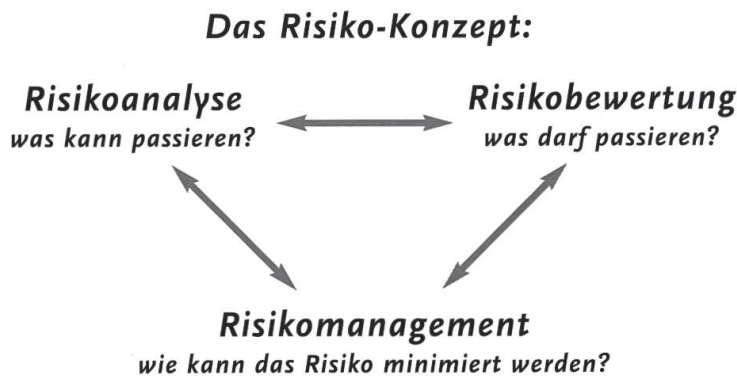 Das Risiko-Konzept:
Risikoanalyse
was kann passieren?
Risikobewertung
was darf passieren?
Risikomanagement
wie kann das Risiko minimiert werden?